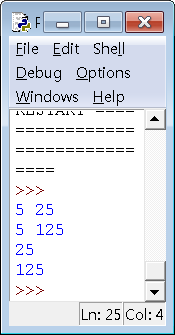 File Edit Shell
Debug Options
Windows Help
RESTART ====
============
============
====
>>>
5 25
5 125
25
125
>>>
Ln: 25 Col: 4